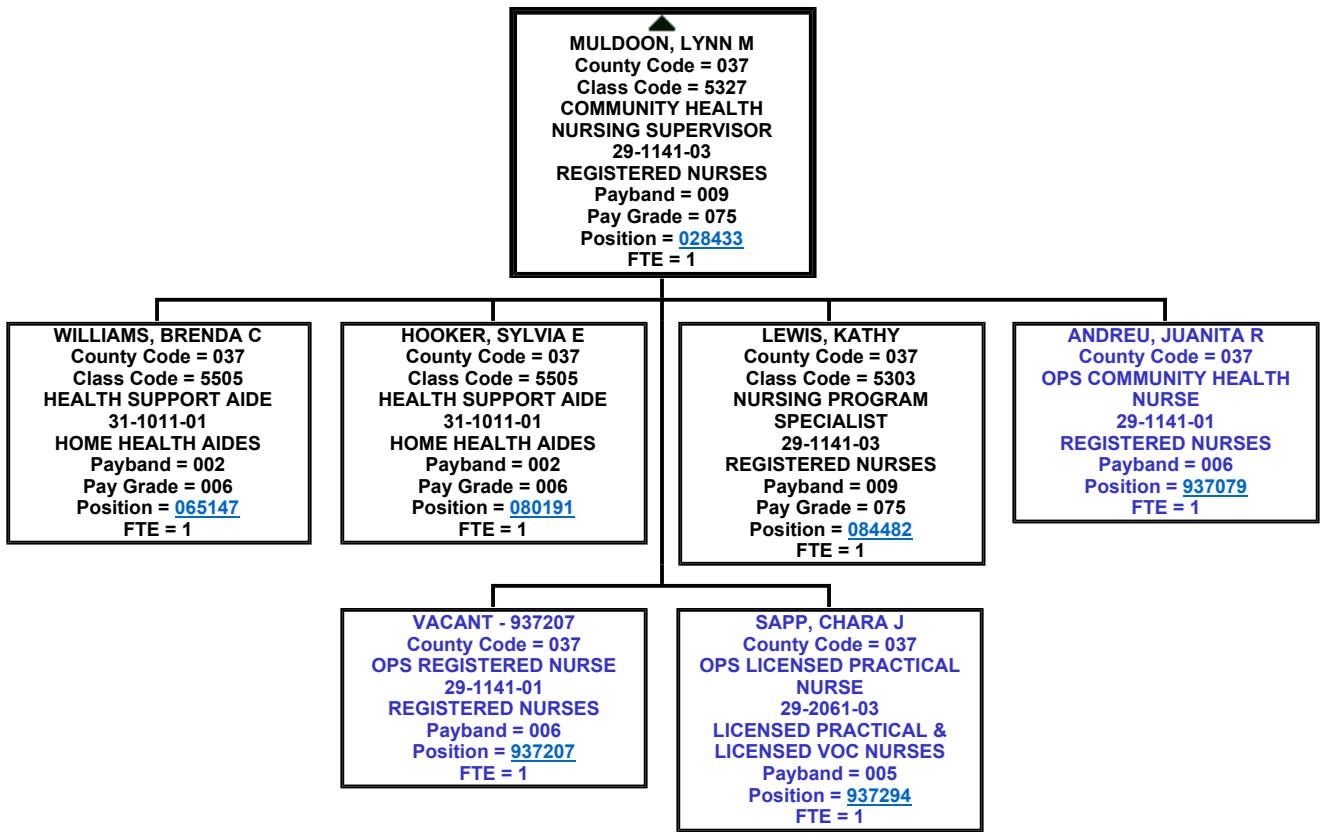 MULDOON, LYNN M
County Code = 037
Class Code = 5327
COMMUNITY HEALTH
NURSING SUPERVISOR
29-1141-03
REGISTERED NURSES
Payband = 009
Pay Grade = 075
Position = 028433
FTE = 1
WILLIAMS, BRENDA C
County Code = 037
Class Code = 5505
HEALTH SUPPORT AIDE
31-1011-01
HOME HEALTH AIDES
Payband = 002
Pay Grade = 006
Position = 065147
FTE = 1
HOOKER, SYLVIA E
County Code = 037
Class Code = 5505
HEALTH SUPPORT AIDE
31-1011-01
HOME HEALTH AIDES
Payband = 002
Pay Grade = 006
Position = 080191
FTE = 1
LEWIS, KATHY
County Code = 037
Class Code = 5303
NURSING PROGRAM
SPECIALIST
29-1141-03
REGISTERED NURSES
Payband = 009
Pay Grade = 075
Position = 084482
FTE = 1
ANDREU, JUANITA R
County Code = 037
OPS COMMUNITY HEALTH
NURSE
29-1141-01
REGISTERED NURSES
Payband = 006
Position = 937079
FTE = 1
VACANT - 937207
County Code = 037
OPS REGISTERED NURSE
29-1141-01
REGISTERED NURSES
Payband = 006
Position = 937207
FTE = 1
SAPP, CHARA J
County Code = 037
OPS LICENSED PRACTICAL
NURSE
29-2061-03
LICENSED PRACTICAL &
LICENSED VOC NURSES
Payband = 005
Position = 937294
FTE = 1